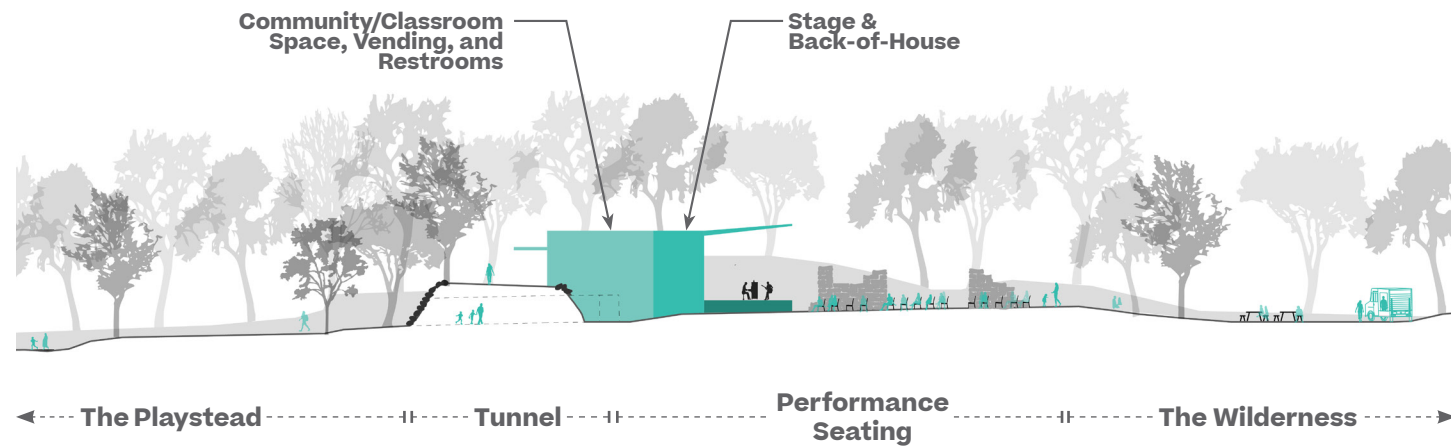 Community/Classroom
Space, Vending, and
Restrooms
Stage &
Back-of-House
The Playstead
Tunnel
Performance
Seating
The Wilderness